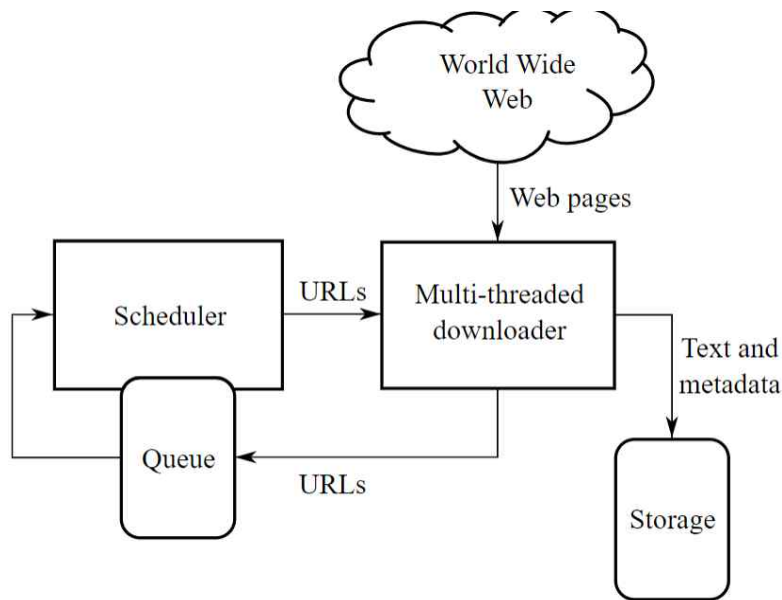 World Wide
Web
Web pages
Scheduler
URLs
Multi-threaded
downloader
Text and
metadata
Queue
URLs
Storage